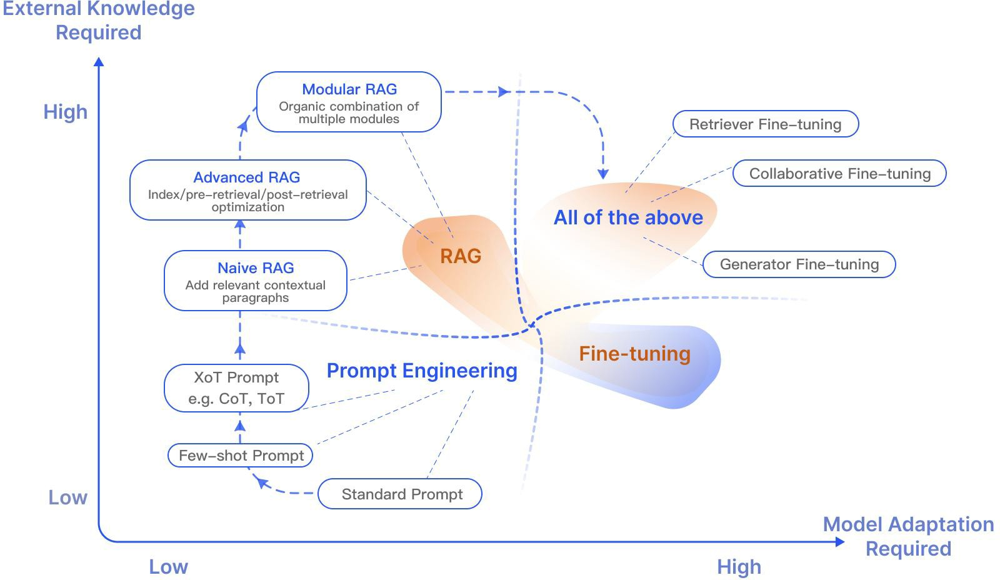 External Knowledge
Required
High
Low
Modular RAG
Organic combination of
multiple modules
Advanced RAG
Index/pre-retrieval/post-retrieval
optimization
Naive RAG
Add relevant contextual
paragraphs
XoT Prompt
e.g. CoT, ToT
Few-shot Prompt
Standard Prompt
RAG
Prompt Engineering
Retriever Fine-tuning
Collaborative Fine-tuning
All of the above
Generator Fine-tuning
Fine-tuning
Low
High
Model Adaptation
Required